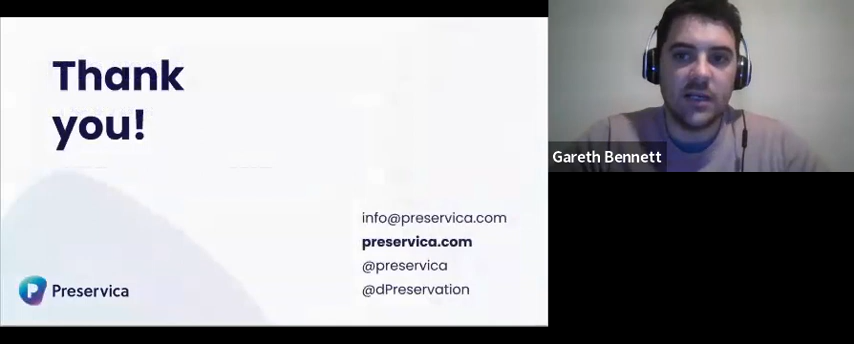 Thank
you!
info@preservica.com
preservica.com
@preservica
@dPreservation
Preservica
Gareth Bennett